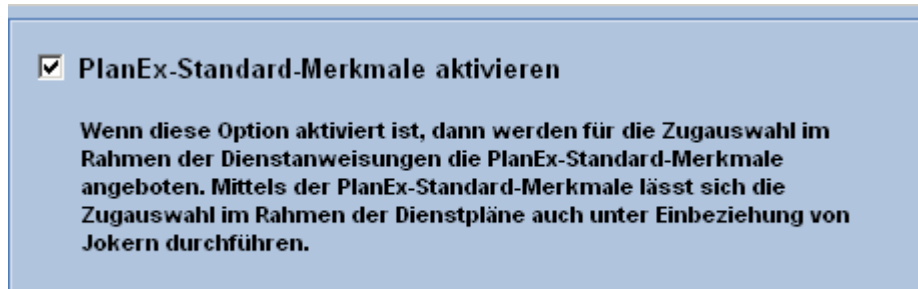 PlanEx-Standard-Merkmale aktivieren
Wenn diese Option aktiviert ist, dann werden für die Zugauswahl im
Rahmen der Dienstanweisungen die PlanEx-Standard-Merkmale
angeboten. Mittels der PlanEx-Standard-Merkmale lässt sich die
Zugauswahl im Rahmen der Dienstpläne auch unter Einbeziehung von
Jokern durchführen.